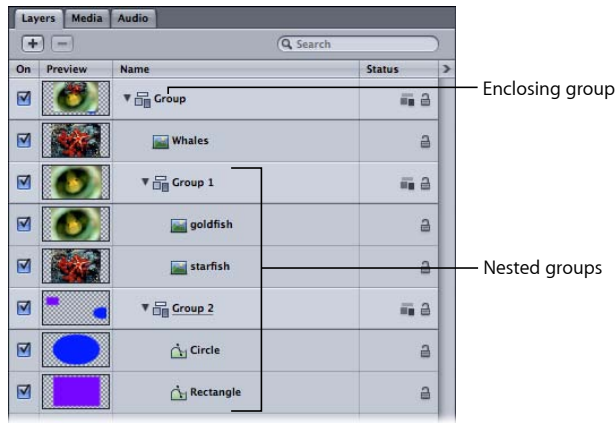 Layers Media Audio
+ − Search
On Preview Name Status >
Group
Enclosing group
Whales
Group 1
goldfish
starfish
Nested groups
Group 2
Circle
Rectangle